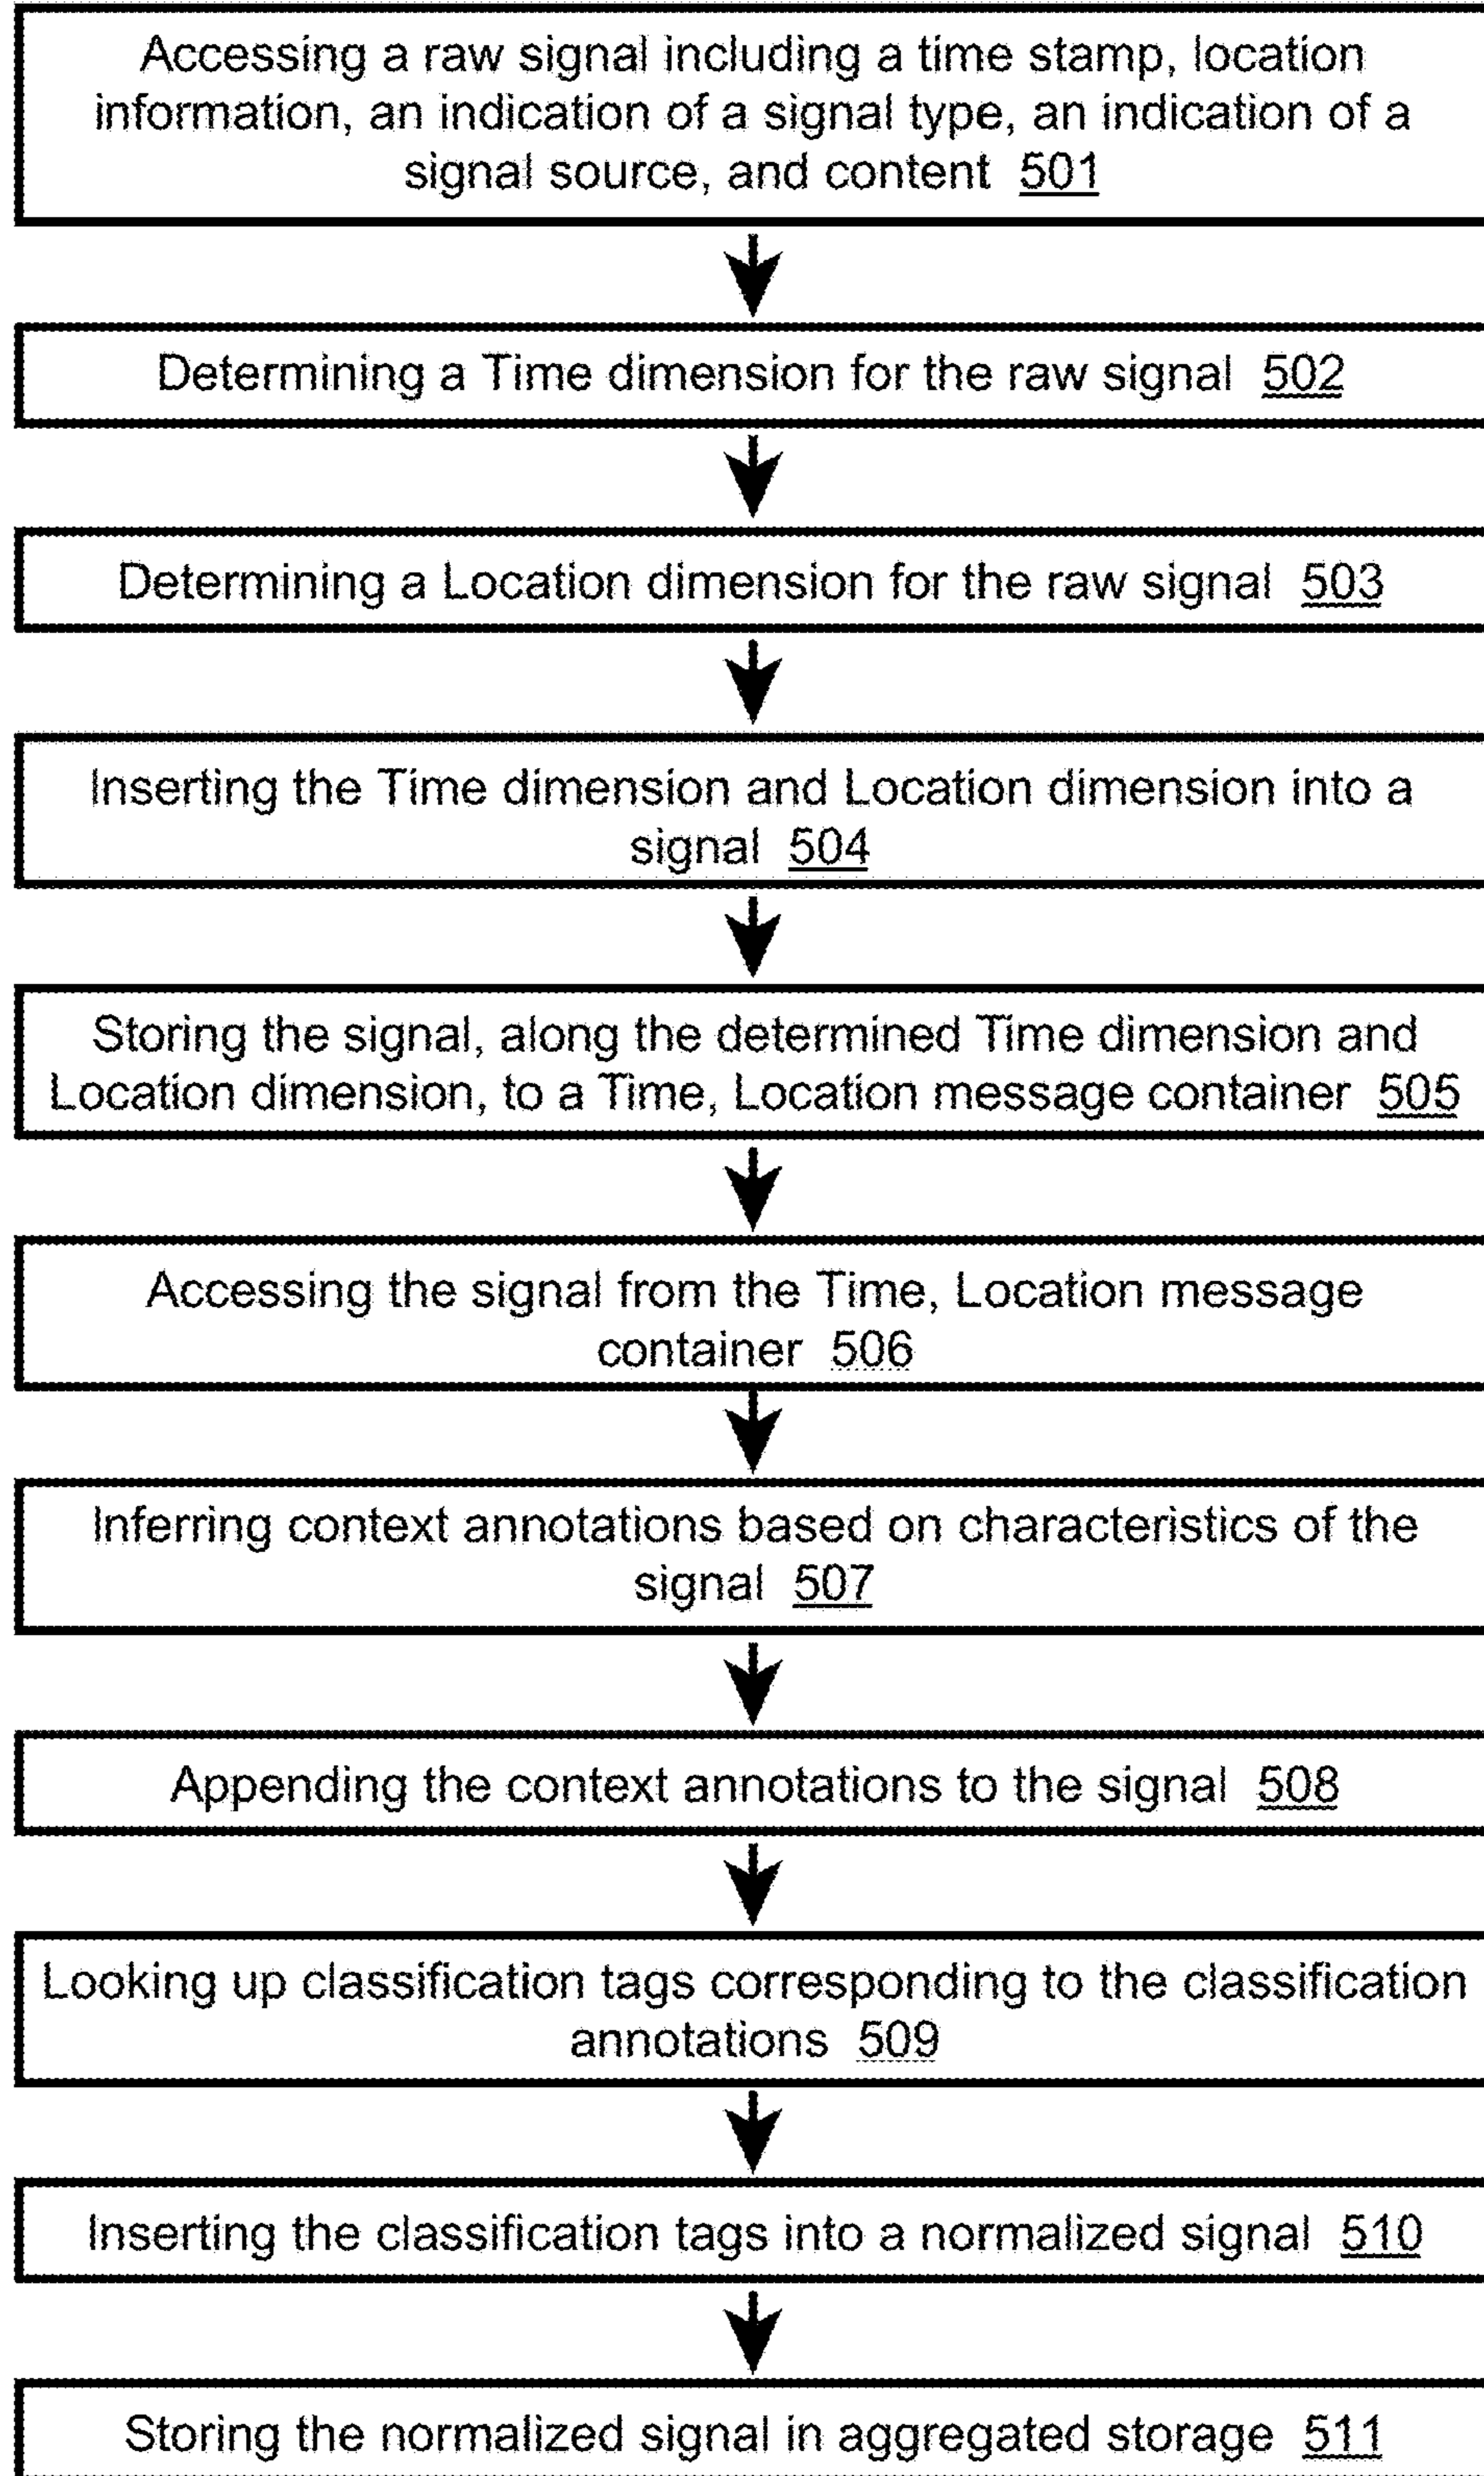 Accessing a raw signal including a time stamp, location
information, an indication of a signal type, an indication of a
signal source, and content 501
Determining a Time dimension for the raw signal 502
Determining a Location dimension for the raw signal 503
Inserting the Time dimension and Location dimension into a
signal 504
Storing the signal, along the determined Time dimension and
Location dimension, to a Time, Location message container 505
Accessing the signal from the Time, Location message
container 506
Inferring context annotations based on characteristics of the
signal 507
Appending the context annotations to the signal 508
Looking up classification tags corresponding to the classification
annotations 509
Inserting the classification tags into a normalized signal 510
Storing the normalized signal in aggregated storage 511